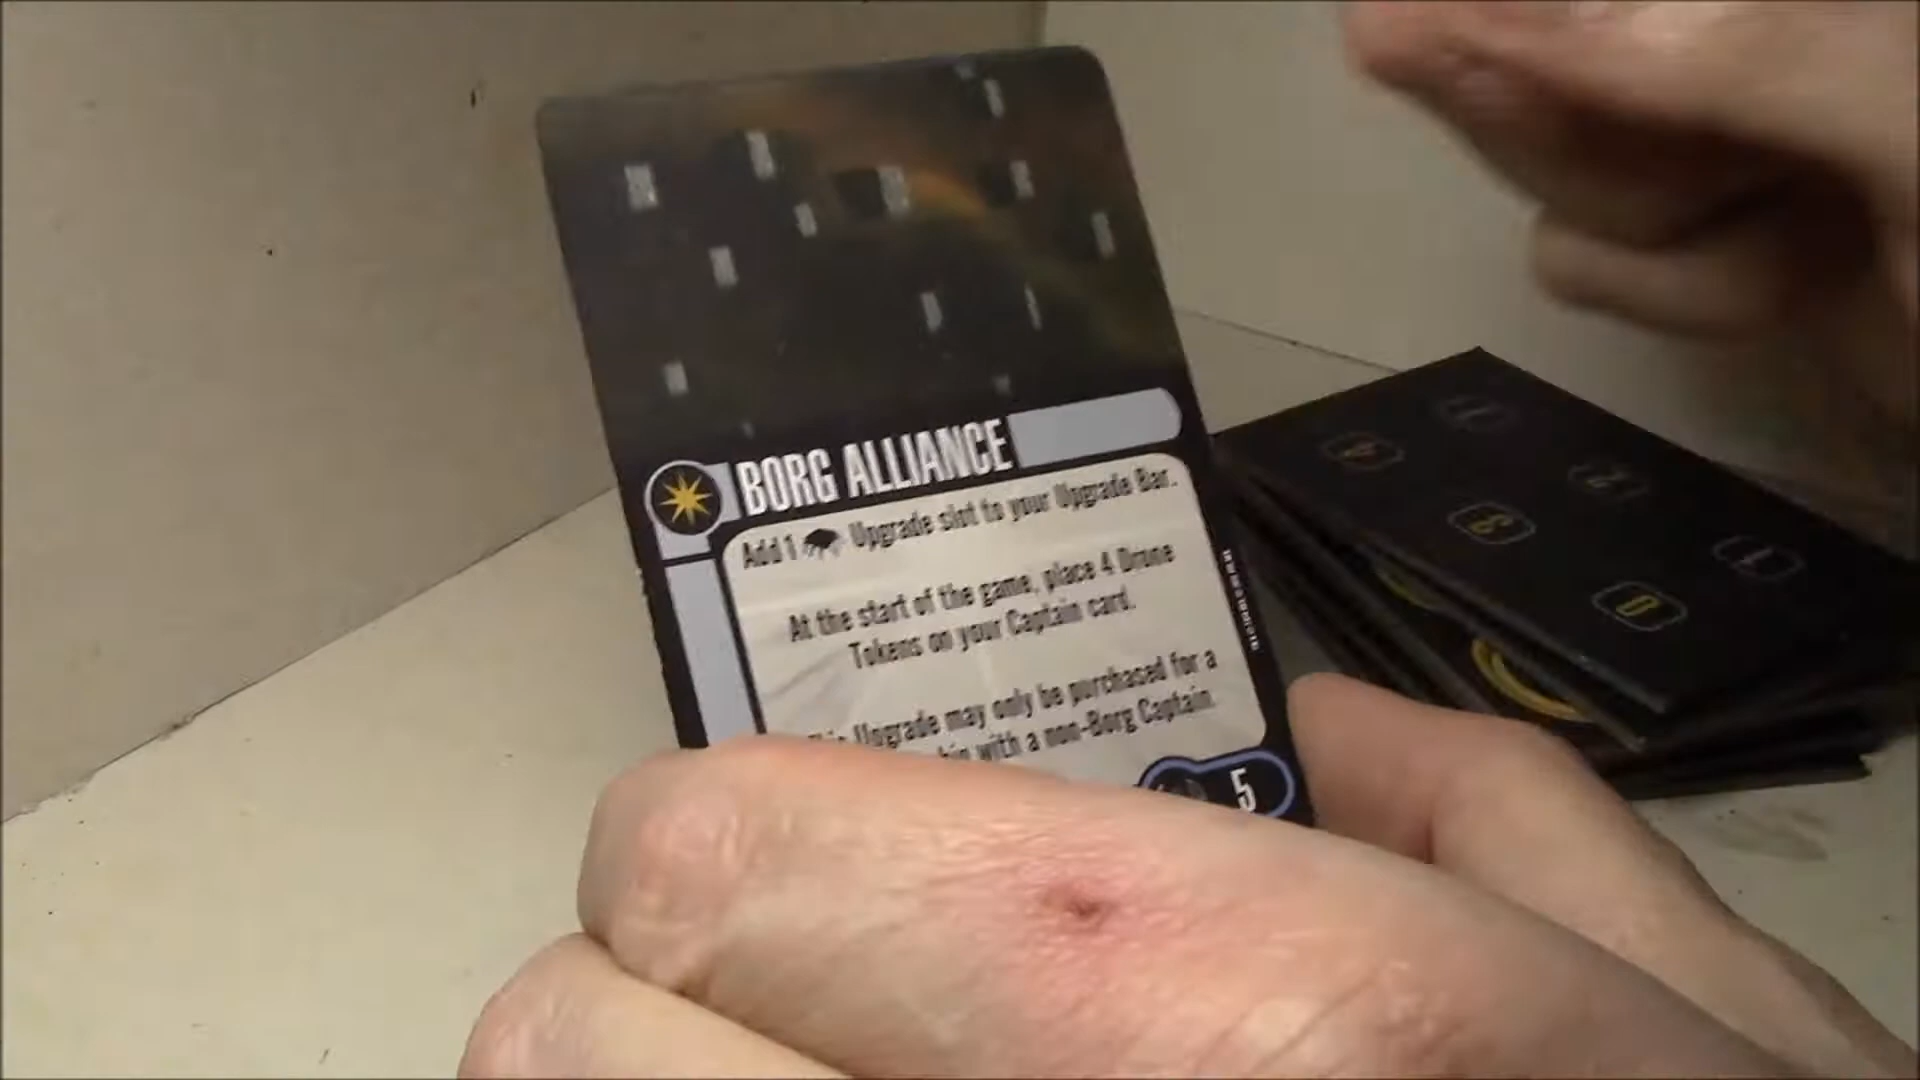 BORG ALLIANCE
Add 1 Upgrade slot to your Upgrade Bar.
At the start of the game, place 4 Drone
Tokens on your Captain card.
Upgrade may only be purchased for a
with a non-Borg Captain.
5